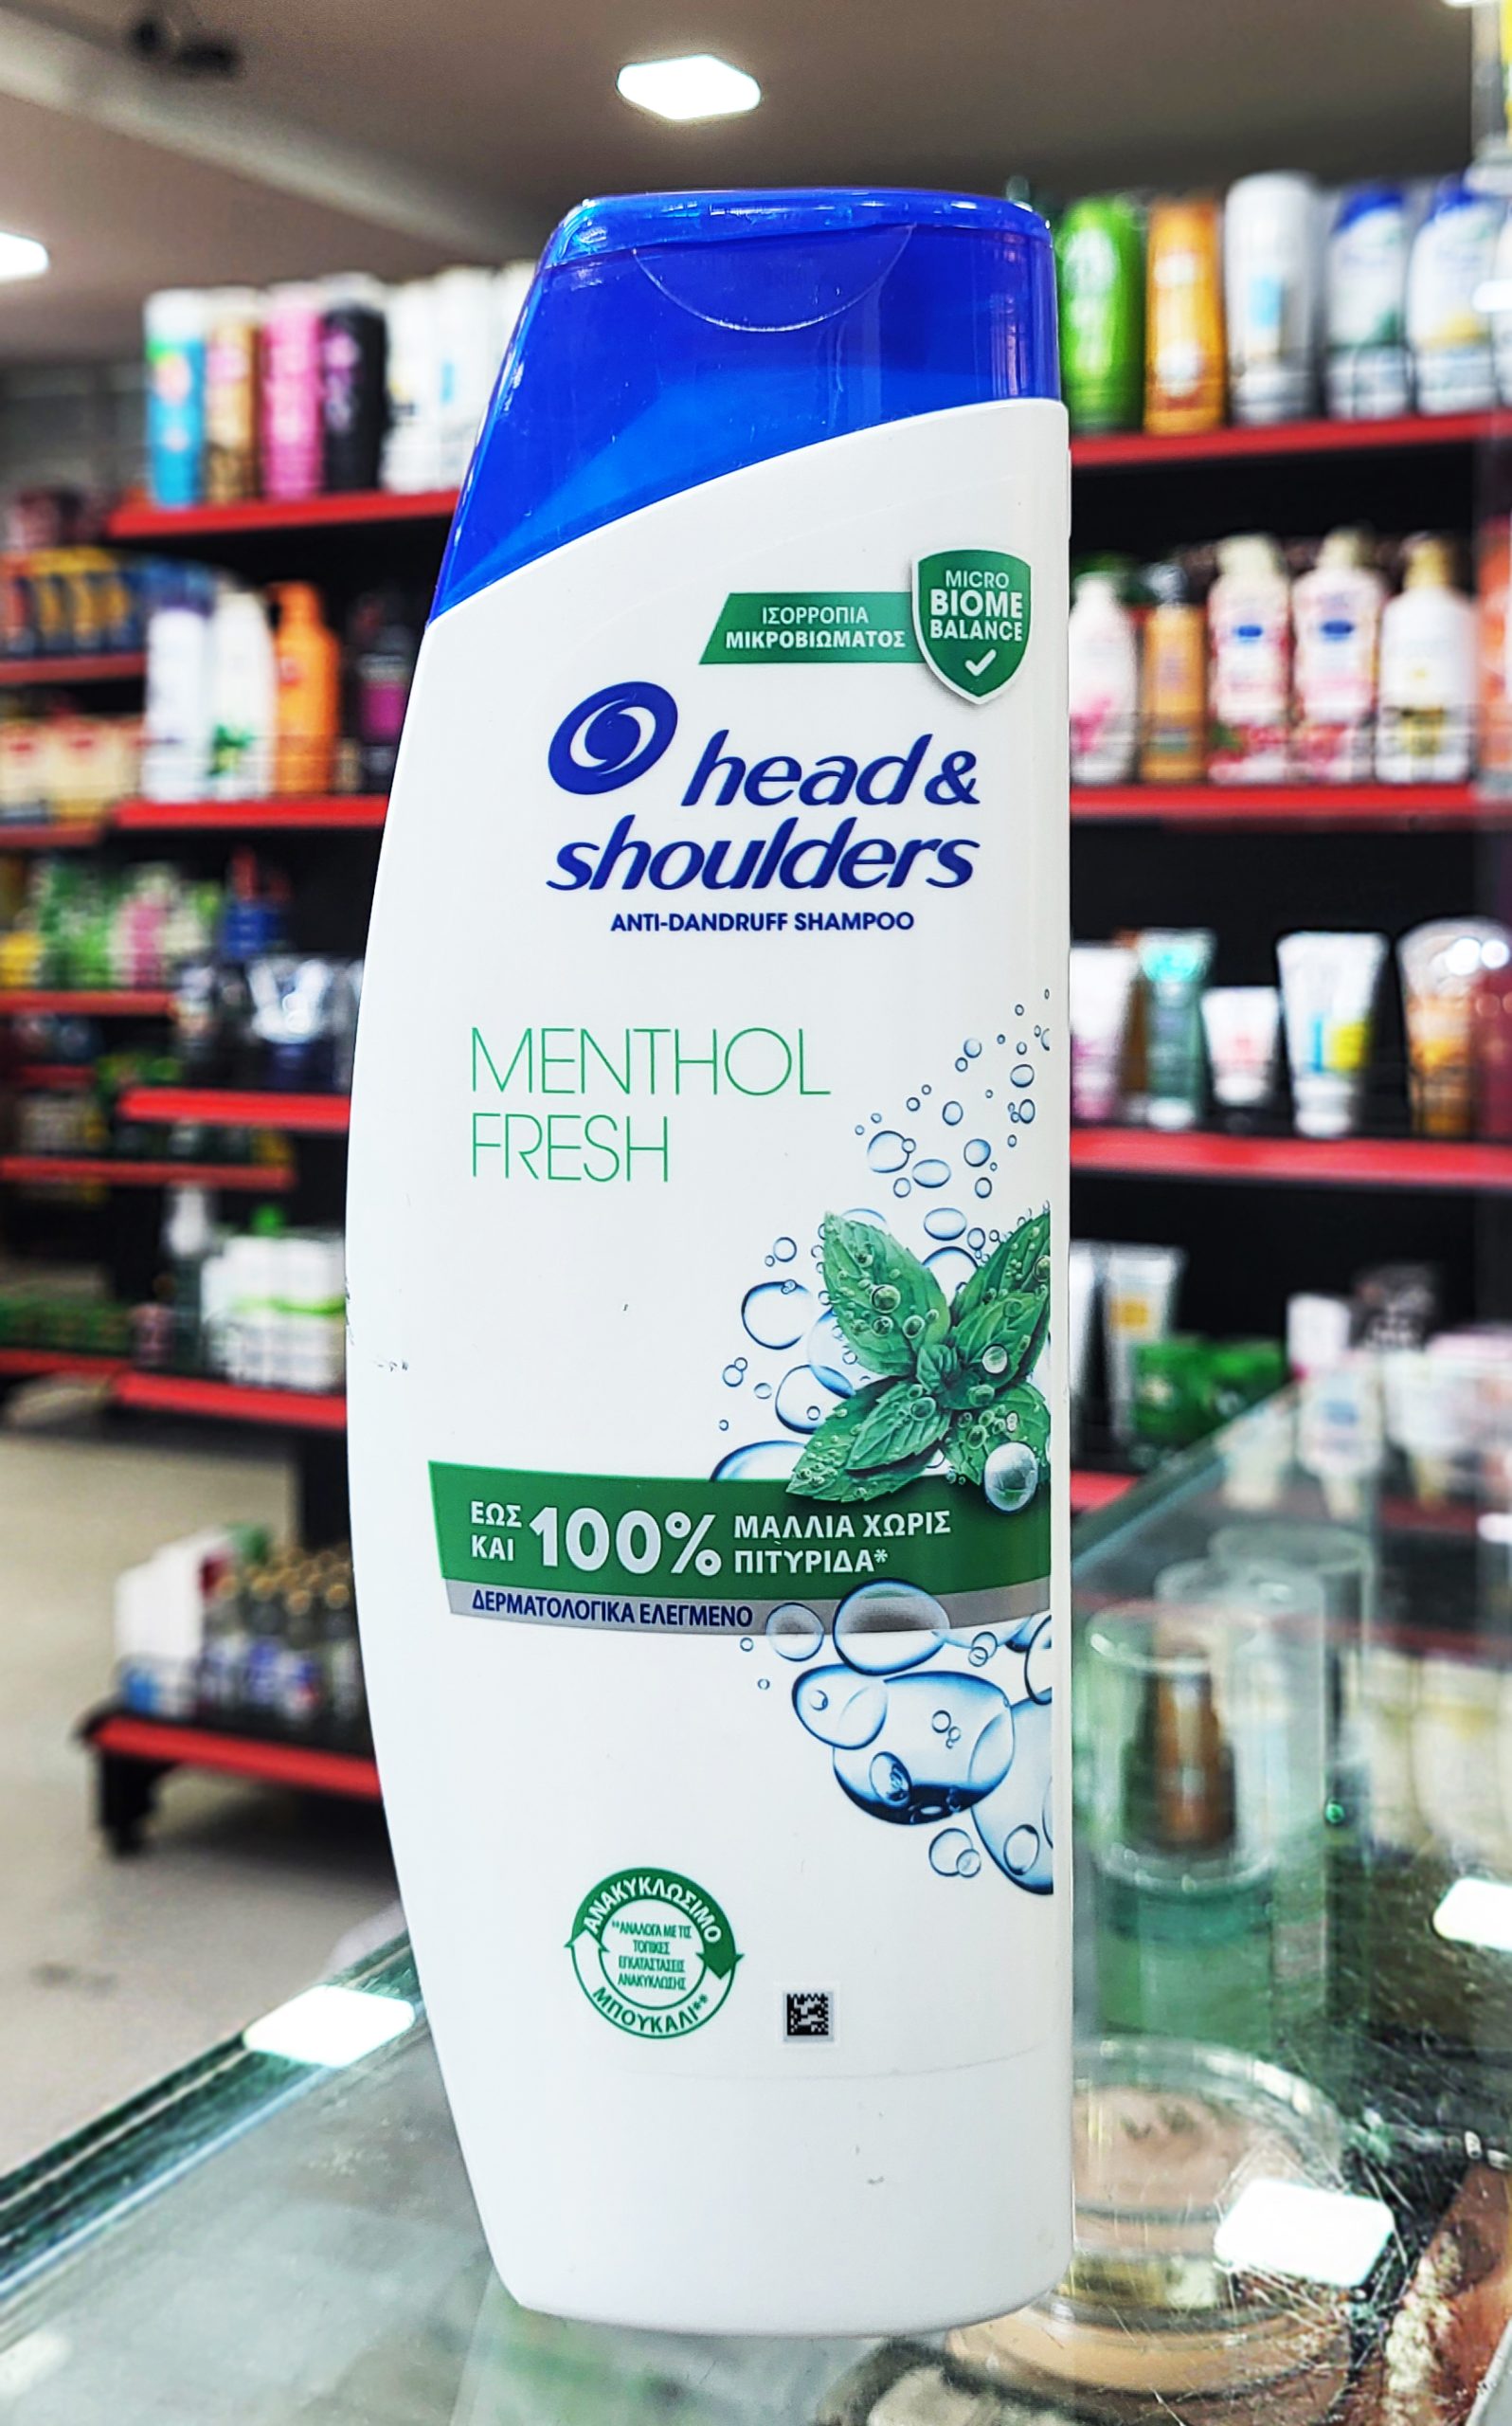 ΙΣΟΡΡΟΠΙΑ
ΜΙΚΡΟΒΙΩΜΑΤΟΣ
MICRO
BIOME
BALANCE
head &
shoulders
ANTI-DANDRUFF SHAMPOO
MENTHOL
FRESH
ΕΩΣ
ΚΑΙ
100%
ΜΑΛΛΙΑ ΧΩΡΙΣ
ΠΙΤΥΡΙΔΑ*
ΔΕΡΜΑΤΟΛΟΓΙΚΑ ΕΛΕΓΜΕΝΟ
ΑΝΑΚΥΚΛΩΣΙΜΟ
**ΑΝΑΛΟΓΑ ΜΕ ΤΙΣ
ΤΟΠΙΚΕΣ
ΕΓΚΑΤΑΣΤΑΣΕΙΣ
ΑΝΑΚΥΚΛΩΣΗΣ
ΜΠΟΥΚΑΛΙ**